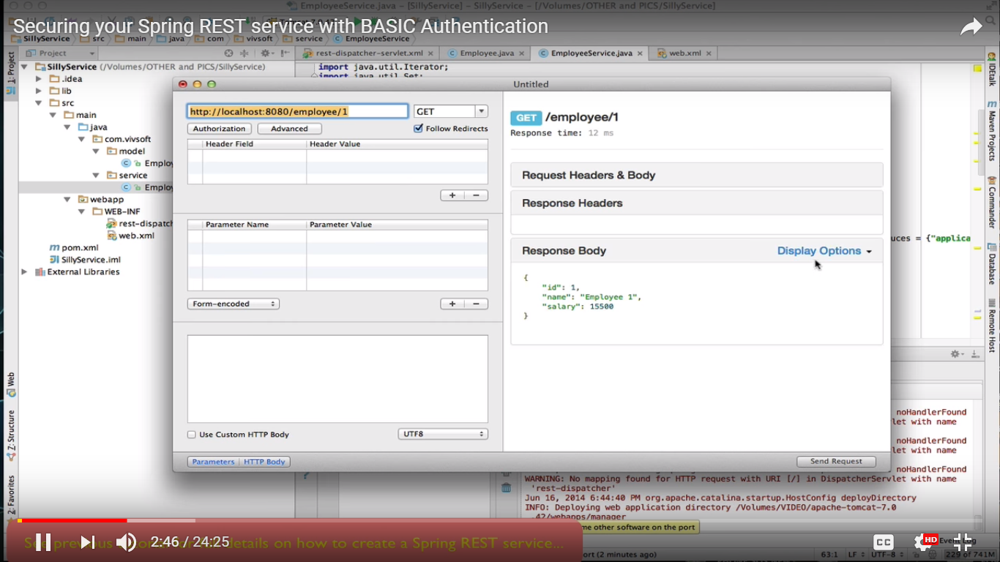 EmployeeService.java - [SillyService] - SillyService - [/Volumes/OTHER and PICS/SillyService]
Securing your Spring REST service with BASIC Authentication
SillyService src main java com vivsoft service EmployeeService
Project
rest-dispatcher-servlet.xml Employee.java EmployeeService.java web.xml
1: Project
SillyService (/Volumes/OTHER and PICS/SillyService)
.idea
lib
src
main
java
com.vivsoft
model
Employ
service
Employ
webapp
WEB-INF
rest-dispatch
web.xml
pom.xml
SillyService.iml
External Libraries
Web
Z: Structure
2: Favorites
import java.util.Iterator;
import java.util.Set;
Untitled
http://localhost:8080/employee/1
GET
Authorization
Advanced
Follow Redirects
Header Field Header Value
+ −
Parameter Name Parameter Value
Form-encoded
+ −
Use Custom HTTP Body
UTF8
Parameters HTTP Body
GET /employee/1
Response time: 12 ms
Request Headers & Body
Response Headers
Response Body
Display Options
{
"id": 1,
"name": "Employee 1",
"salary": 15500
}
Send Request
uces = {"applica
IDEtalk
Maven Projects
Commander
Database
Remote Host
noHandlerFound
let with name
noHandlerFound
let with name
noHandlerFound
WARNING: No mapping found for HTTP request with URI [/] in DispatcherServlet with name
'rest-dispatcher'
Jun 16, 2014 6:44:40 PM org.apache.catalina.startup.HostConfig deployDirectory
INFO: Deploying web application directory /Volumes/VIDEO/apache-tomcat-7.0
.42/webapps/manager
me other software on the port
details on how to create a Spring REST service...
2:46 / 24:25
CC
HD
Event Log
ort (2 minutes ago)
63:1 LF UTF-8 229 of 741M